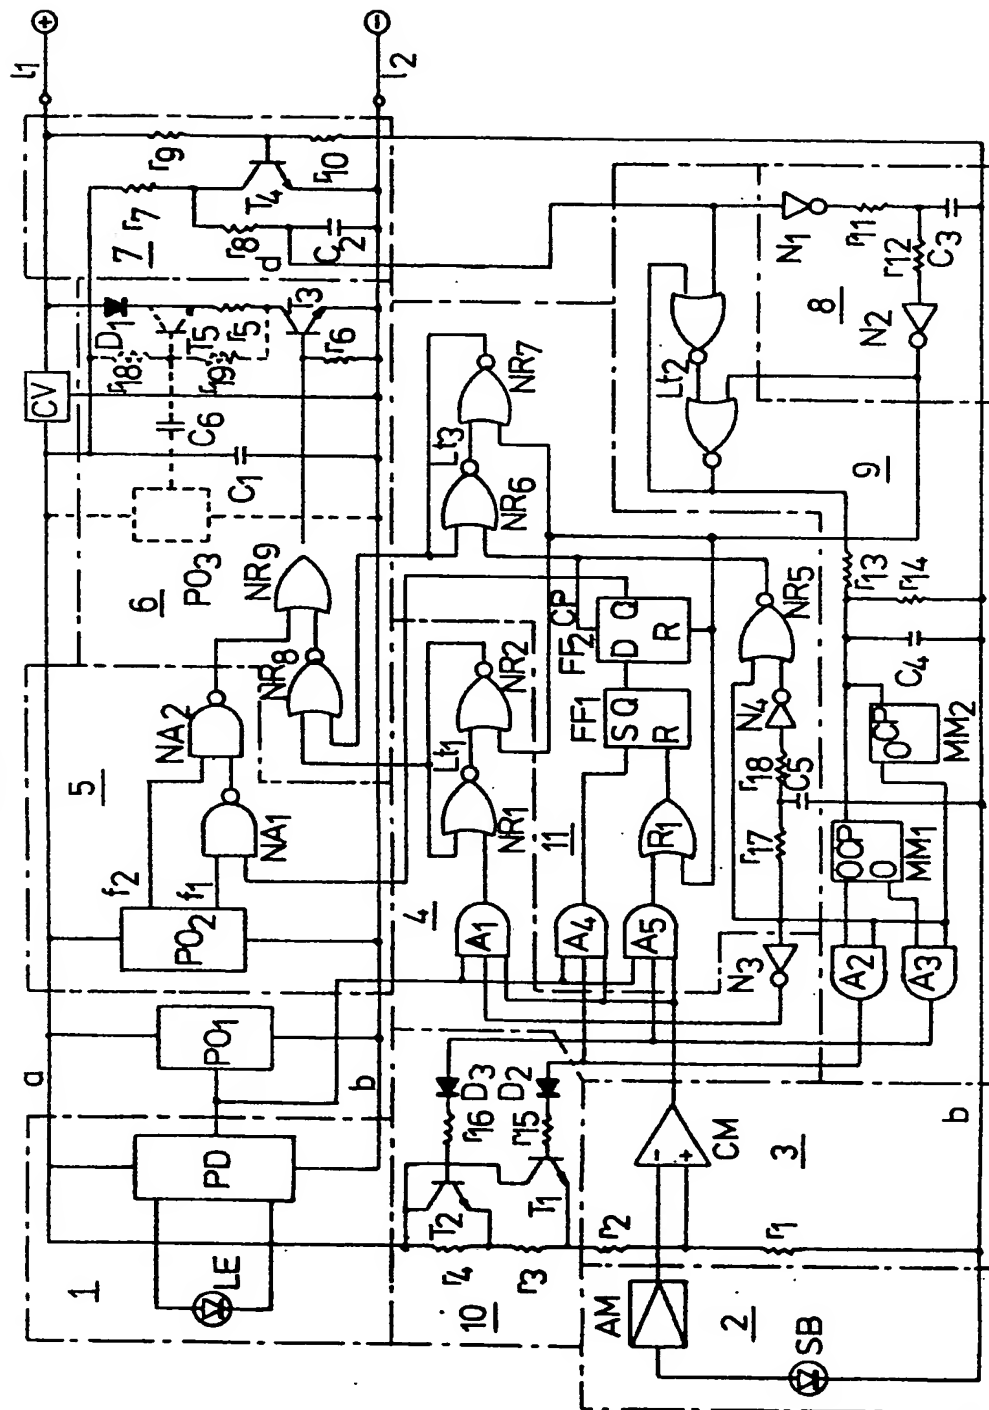 l1
+
−
l2
a
b
1
PD
LE
PO1
5
PO2
f2
f1
NA1
NA2
6
PO3
NR9
NR8
C1
C6
CV
D1
r18
T5
r19
r5
T3
r6
7
r7
r8
d
C2
T4
r9
r10
4
Lt1
NR1
NR2
Lt3
NR6
NR7
A1
11
A4
A5
R1
FF1
S Q
R
FF2
CP
D Q
R
N3
r17
r18
C5
N4
NR5
9
Lt2
8
N1
r11
r12
C3
N2
r13
r14
C4
MM1
O CP
O
MM2
CP
O
A2
A3
10
T2
r16
D3
T1
r15
D2
r4
r3
r2
r1
3
CM
−
+
b
2
AM
SB